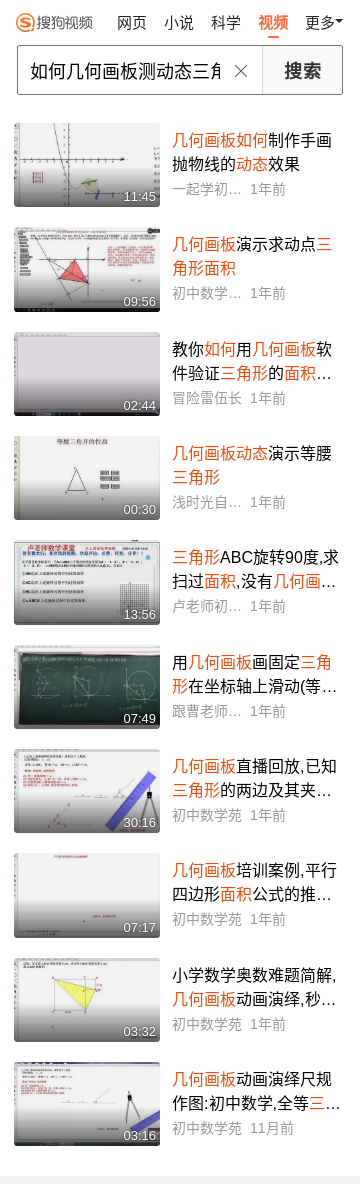 搜狗视频 网页 小说 科学 视频 更多
如何几何画板测动态三角 搜索
11:45
几何画板如何制作手画
抛物线的动态效果
一起学初... 1年前
09:56
几何画板演示求动点三
角形面积
初中数学... 1年前
02:44
教你如何用几何画板软
件验证三角形的面积...
冒险雷伍长 1年前
等腰三角形的性质
00:30
几何画板动态演示等腰
三角形
浅时光自... 1年前
卢老师数学课堂
13:56
三角形ABC旋转90度,求
扫过面积,没有几何画...
卢老师初... 1年前
07:49
用几何画板画固定三角
形在坐标轴上滑动(等...
跟曹老师... 1年前
30:16
几何画板直播回放,已知
三角形的两边及其夹...
初中数学苑 1年前
07:17
几何画板培训案例,平行
四边形面积公式的推...
初中数学苑 1年前
03:32
小学数学奥数难题简解,
几何画板动画演绎,秒...
初中数学苑 1年前
03:16
几何画板动画演绎尺规
作图:初中数学,全等三...
初中数学苑 11月前